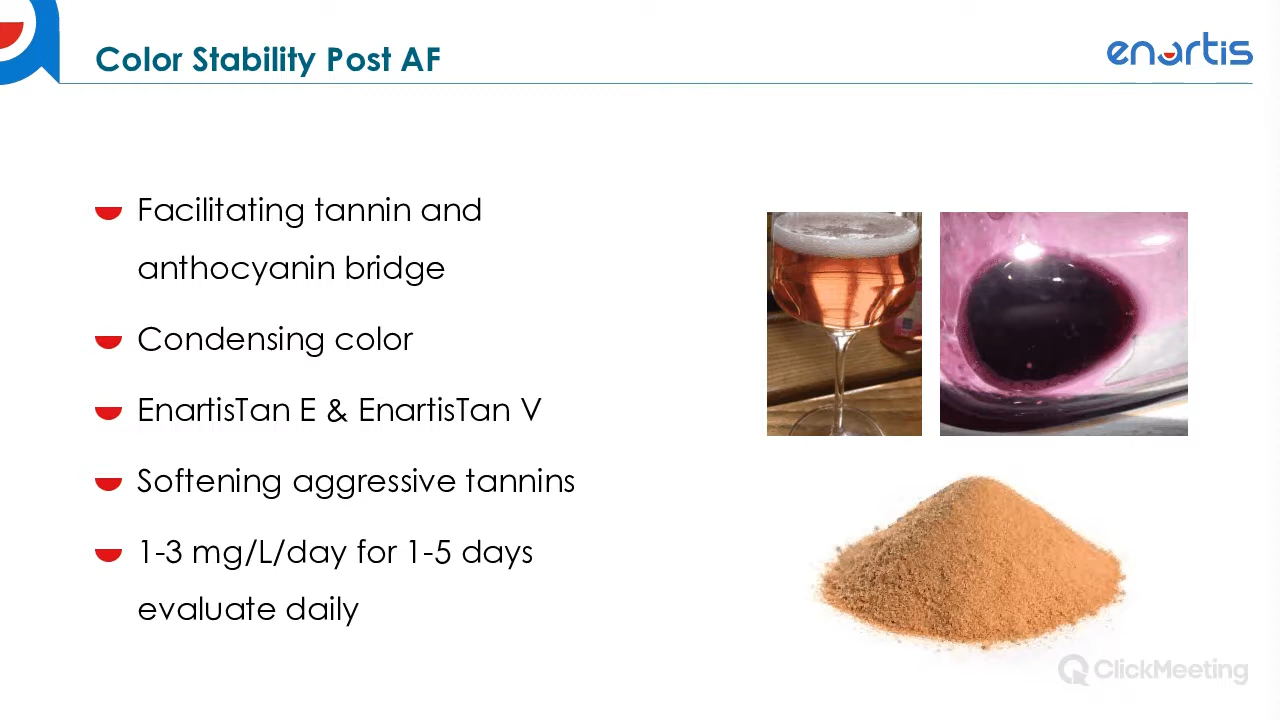 Color Stability Post AF
enartis
Facilitating tannin and
anthocyanin bridge
Condensing color
EnartisTan E & EnartisTan V
Softening aggressive tannins
1-3 mg/L/day for 1-5 days
evaluate daily
ClickMeeting